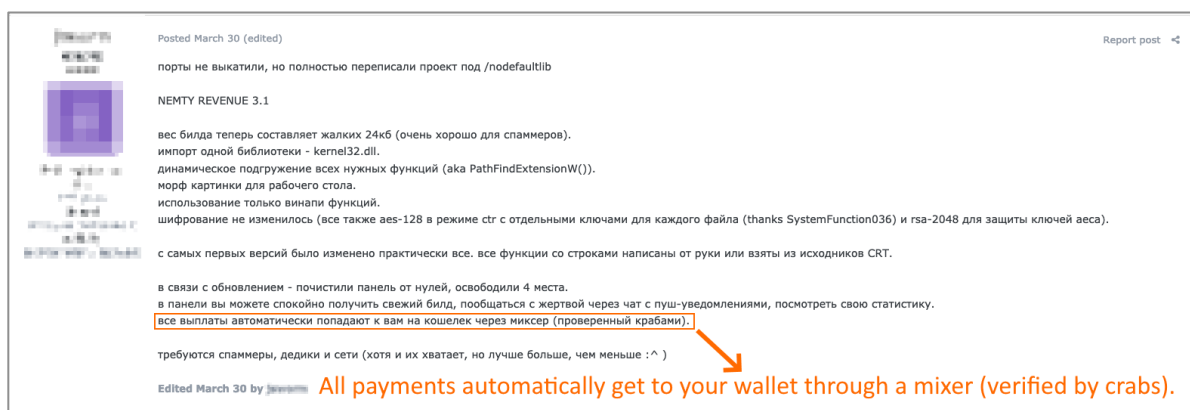 Posted March 30 (edited)
Report post
порты не выкатили, но полностью переписали проект под /nodefaultlib
NEMTY REVENUE 3.1
вес билда теперь составляет жалких 24кб (очень хорошо для спаммеров).
импорт одной библиотеки - kernel32.dll.
динамическое подгружение всех нужных функций (aka PathFindExtensionW()).
морф картинки для рабочего стола.
использование только винапи функций.
шифрование не изменилось (все также aes-128 в режиме ctr с отдельными ключами для каждого файла (thanks SystemFunction036) и rsa-2048 для защиты ключей аеса).
с самых первых версий было изменено практически все. все функции со строками написаны от руки или взяты из исходников CRT.
в связи с обновлением - почистили панель от нулей, освободили 4 места.
в панели вы можете спокойно получить свежий билд, пообщаться с жертвой через чат с пуш-уведомлениями, посмотреть свою статистику.
все выплаты автоматически попадают к вам на кошелек через миксер (проверенный крабами).
требуются спаммеры, дедики и сети (хотя и их хватает, но лучше больше, чем меньше :^ )
Edited March 30 by
All payments automatically get to your wallet through a mixer (verified by crabs).